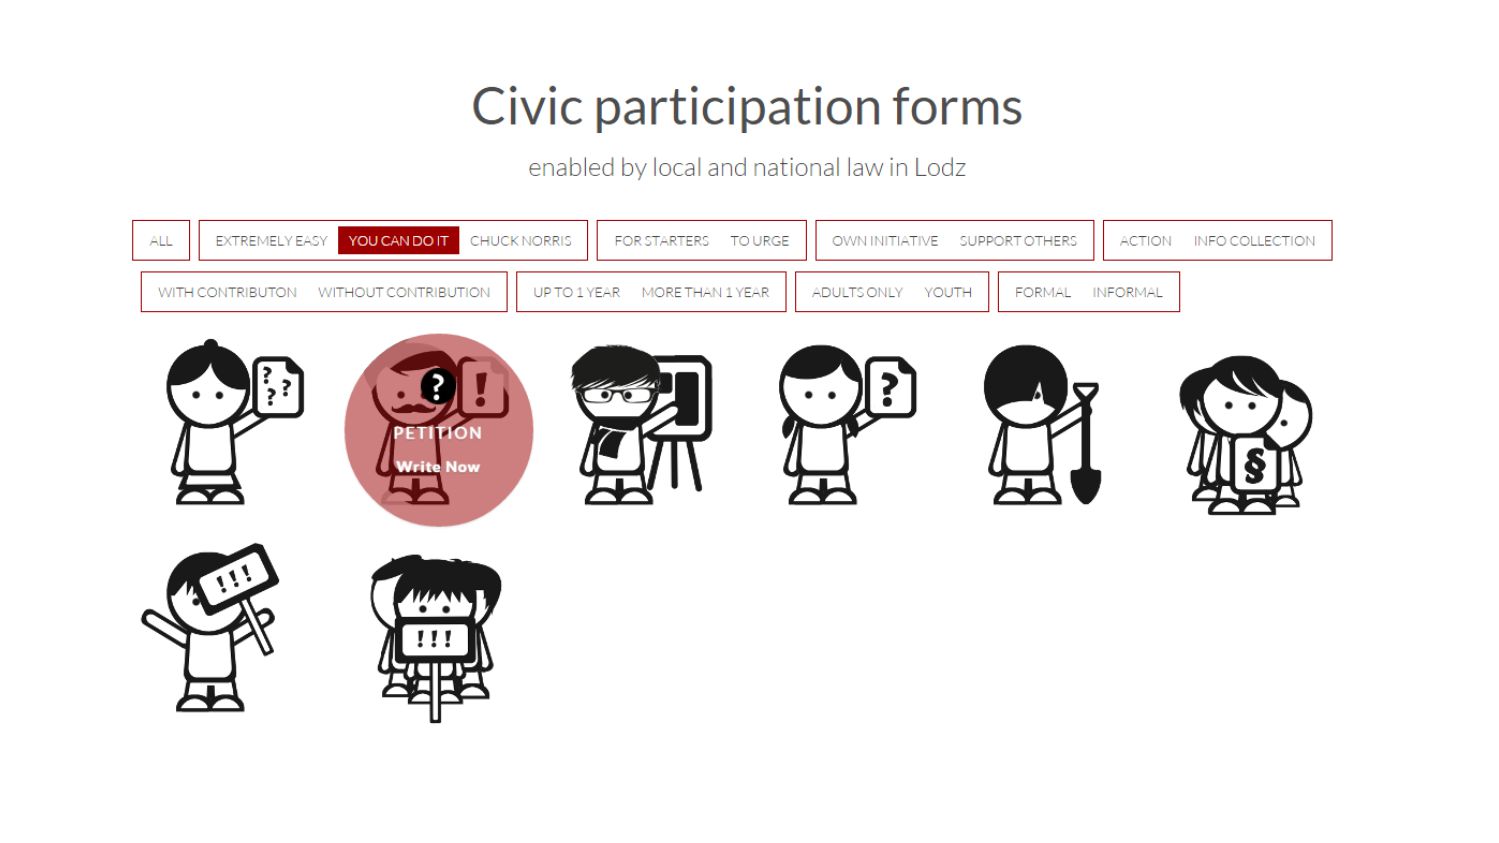 Civic participation forms
enabled by local and national law in Lodz
ALL EXTREMELY EASY YOU CAN DO IT CHUCK NORRIS FOR STARTERS TO URGE OWN INITIATIVE SUPPORT OTHERS ACTION INFO COLLECTION
WITH CONTRIBUTON WITHOUT CONTRIBUTION UP TO 1 YEAR MORE THAN 1 YEAR ADULTS ONLY YOUTH FORMAL INFORMAL
? ? ?
? !
PETITION
Write Now
?
§
!!!
!!!